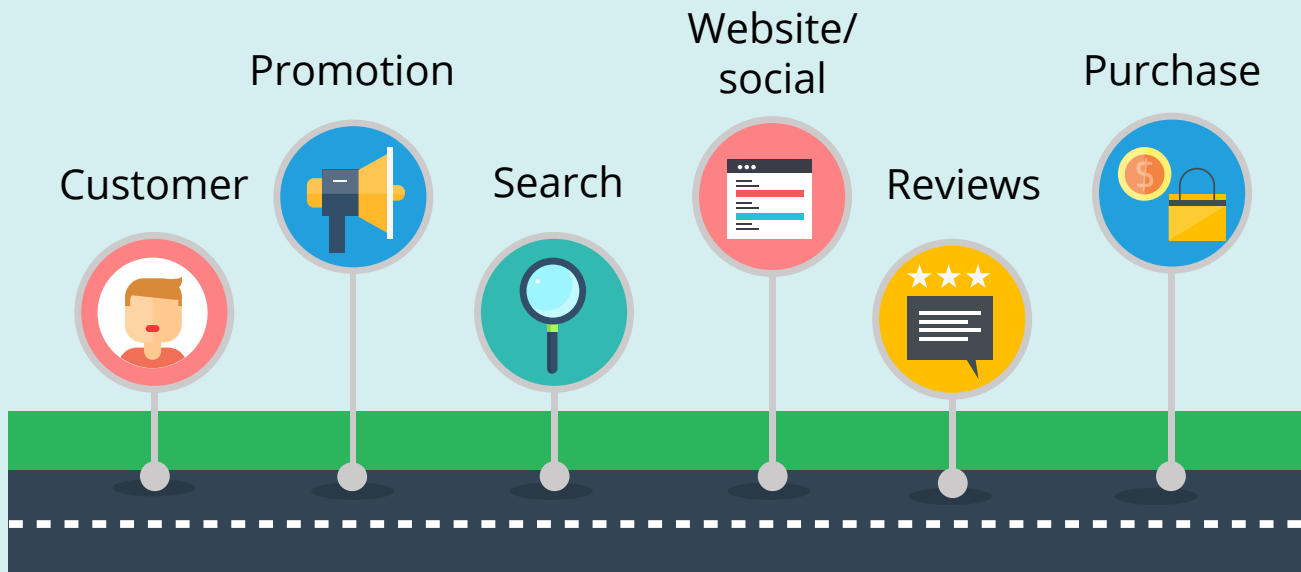 Customer
Promotion
Search
Website/
social
Reviews
Purchase
$